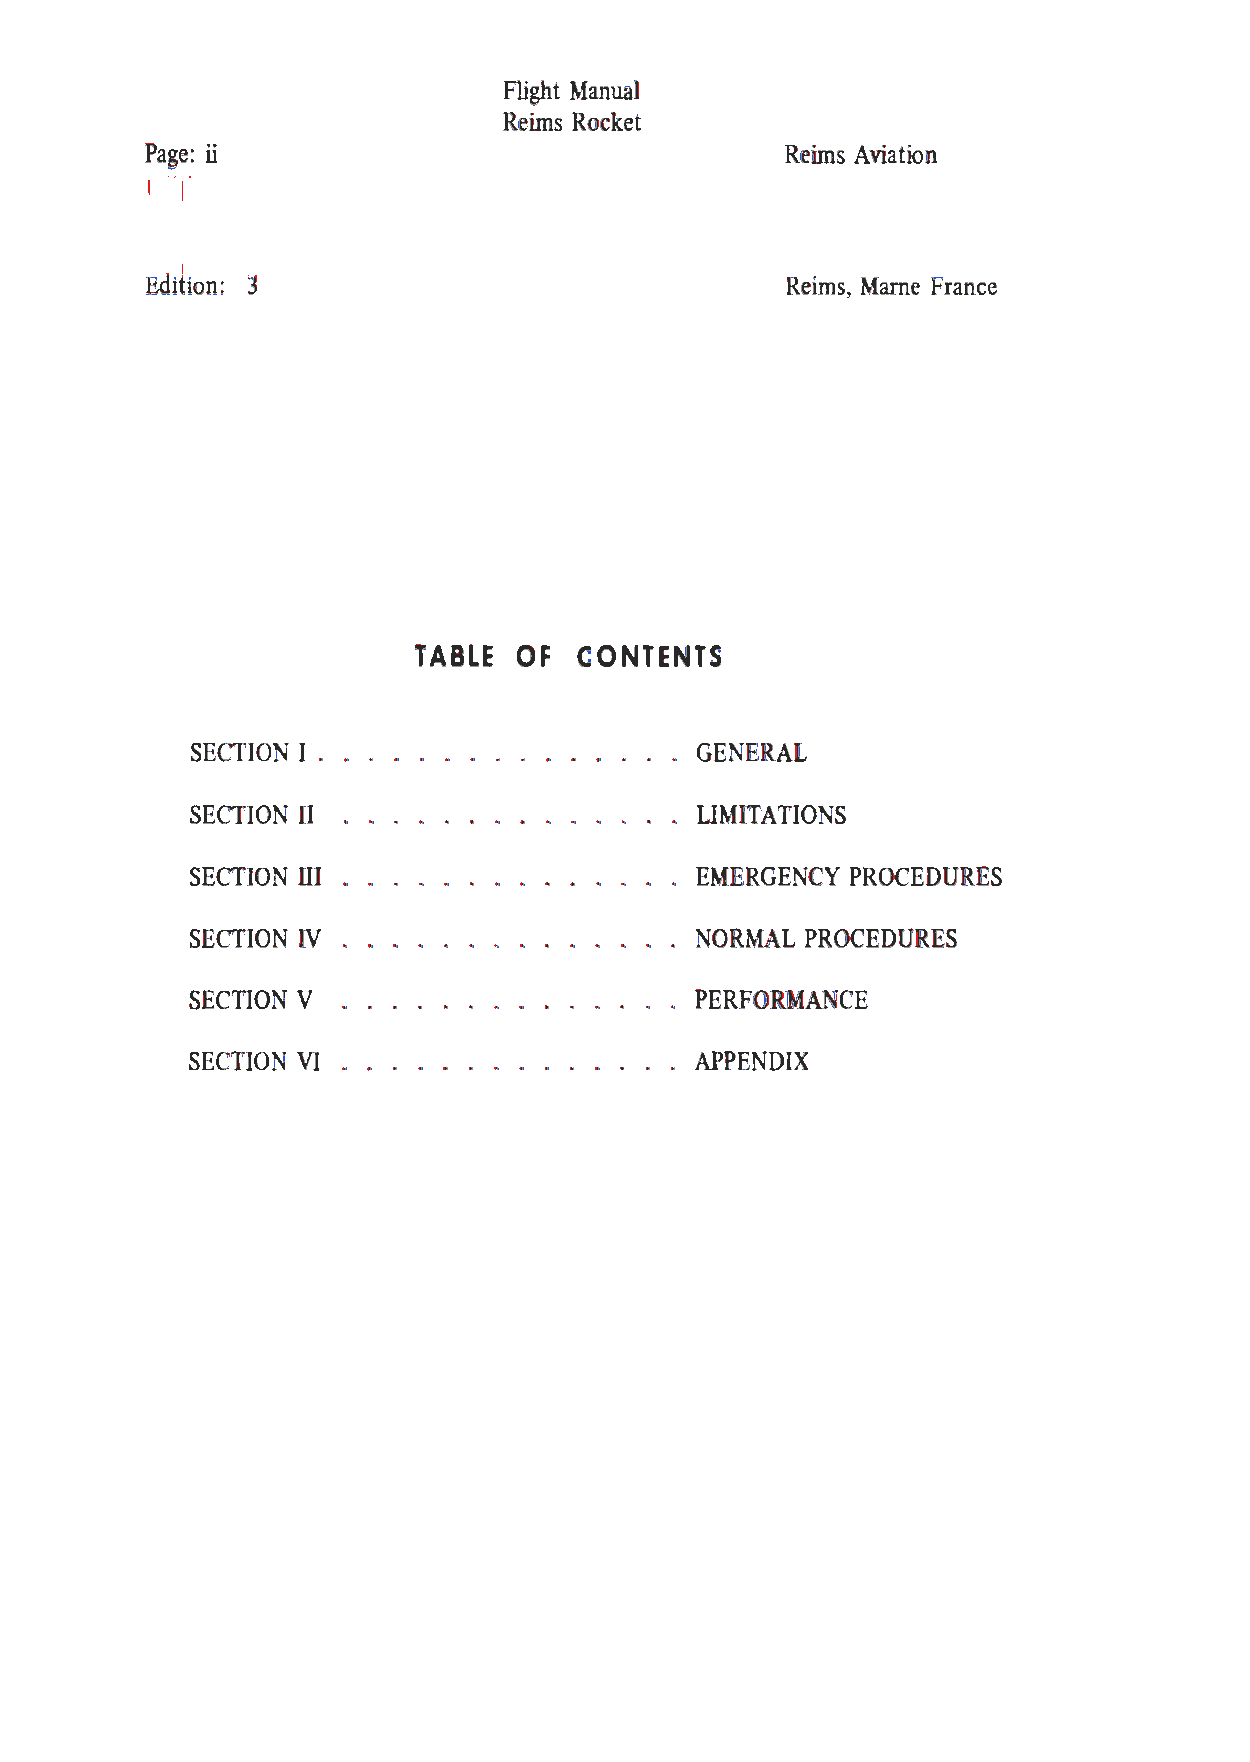 Flight Manual
Reims Rocket
Page: ii Reims Aviation
Edition: 3 Reims, Marne France
TABLE OF CONTENTS
SECTION I . . . . . . . . . . . . . . . GENERAL
SECTION II . . . . . . . . . . . . . . LIMITATIONS
SECTION III . . . . . . . . . . . . . . EMERGENCY PROCEDURES
SECTION IV . . . . . . . . . . . . . . NORMAL PROCEDURES
SECTION V . . . . . . . . . . . . . . PERFORMANCE
SECTION VI . . . . . . . . . . . . . . APPENDIX